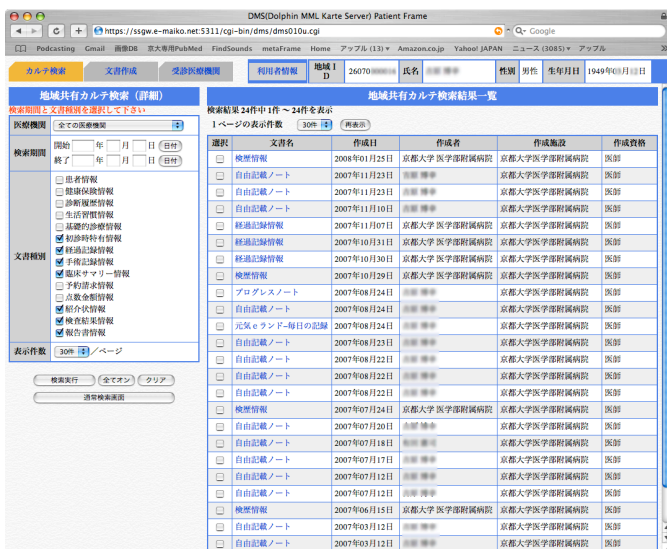 DMS(Dolphin MML Karte Server) Patient Frame
https://ssgw.e-maiko.net:5311/cgi-bin/dms/dms010u.cgi
Google
Podcasting Gmail 画像DB 京大専用PubMed FindSounds metaFrame Home アップル (13) Amazon.co.jp Yahoo! JAPAN ニュース (3085) アップル
カルテ検索 文書作成 受診医療機関 利用者情報 地域ID 26070 氏名 性別 男性 生年月日 1949年 月 日
地域共有カルテ検索（詳細）
検索期間と文書種別を選択して下さい
医療機関 全ての医療機関
検索期間 開始 年 月 日 日付
終了 年 月 日 日付
文書種別
患者情報
健康保険情報
診断履歴情報
生活習慣情報
基礎的診療情報
初診時特有情報
経過記録情報
手術記録情報
臨床サマリー情報
予約請求情報
点数金額情報
紹介状情報
検査結果情報
報告書情報
表示件数 30件 ／ページ
検索実行 全てオン クリア
通常検索画面
地域共有カルテ検索結果一覧
検索結果 24件中 1件 ～ 24件を表示
1 ページの表示件数 30件 再表示
選択 文書名 作成日 作成者 作成施設 作成資格
検歴情報 2008年01月25日 京都大学 医学部附属病院 京都大学医学部附属病院 医師
自由記載ノート 2007年11月23日 京都大学医学部附属病院 医師
自由記載ノート 2007年11月23日 京都大学医学部附属病院 医師
自由記載ノート 2007年11月10日 京都大学医学部附属病院 医師
経過記録情報 2007年11月07日 京都大学 医学部附属病院 京都大学医学部附属病院 医師
経過記録情報 2007年10月31日 京都大学 医学部附属病院 京都大学医学部附属病院 医師
経過記録情報 2007年10月30日 京都大学 医学部附属病院 京都大学医学部附属病院 医師
検歴情報 2007年10月29日 京都大学 医学部附属病院 京都大学医学部附属病院 医師
プログレスノート 2007年08月24日 京都大学医学部附属病院 医師
自由記載ノート 2007年08月24日 京都大学医学部附属病院 医師
元気 e ランド–毎日の記録 2007年08月24日 京都大学医学部附属病院 医師
自由記載ノート 2007年08月23日 京都大学医学部附属病院 医師
自由記載ノート 2007年08月22日 京都大学医学部附属病院 医師
自由記載ノート 2007年08月22日 京都大学医学部附属病院 医師
自由記載ノート 2007年08月22日 京都大学医学部附属病院 医師
検歴情報 2007年07月24日 京都大学 医学部附属病院 京都大学医学部附属病院 医師
自由記載ノート 2007年07月20日 京都大学医学部附属病院 医師
自由記載ノート 2007年07月18日 京都大学医学部附属病院 医師
自由記載ノート 2007年07月17日 京都大学医学部附属病院 医師
自由記載ノート 2007年07月12日 京都大学医学部附属病院 医師
自由記載ノート 2007年07月12日 京都大学医学部附属病院 医師
検歴情報 2007年06月15日 京都大学 医学部附属病院 京都大学医学部附属病院 医師
自由記載ノート 2007年03月12日 京都大学医学部附属病院 医師
自由記載ノート 2007年03月12日 京都大学医学部附属病院 医師